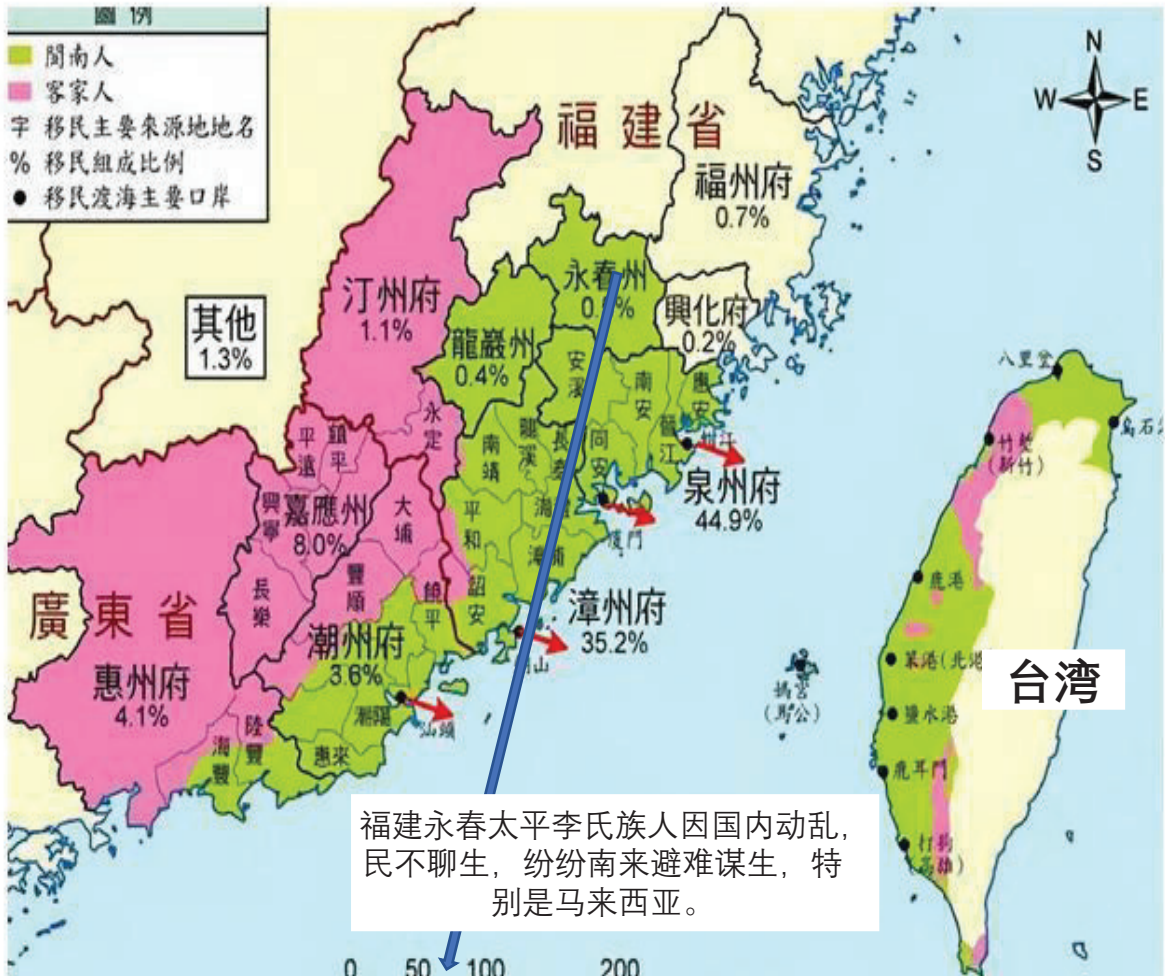 圖例
閩南人
客家人
字 移民主要來源地地名
% 移民組成比例
移民渡海主要口岸
N
W E
S
福建省
福州府
0.7%
永春州
汀州府
1.1%
其他
1.3%
龍巖州
0.4%
興化府
0.2%
安溪
南安
惠安
晉江
永定
平遠
鎮平
南靖
龍溪
長泰
同安
泉州府
44.9%
廈門
興寧
嘉應州
8.0%
大埔
平和
長樂
豐順
饒平
詔安
漳浦
漳州府
35.2%
廣東省
惠州府
4.1%
潮州府
3.6%
潮陽
汕頭
惠來
陸豐
海豐
八里坌
竹塹
(新竹)
鹿港
笨港(北港
鹽水港
鹿耳門
打狗
(高雄)
媽宮
(馬公)
台湾
福建永春太平李氏族人因国内动乱，
民不聊生，纷纷南来避难谋生，特
别是马来西亚。
0 50 100 200